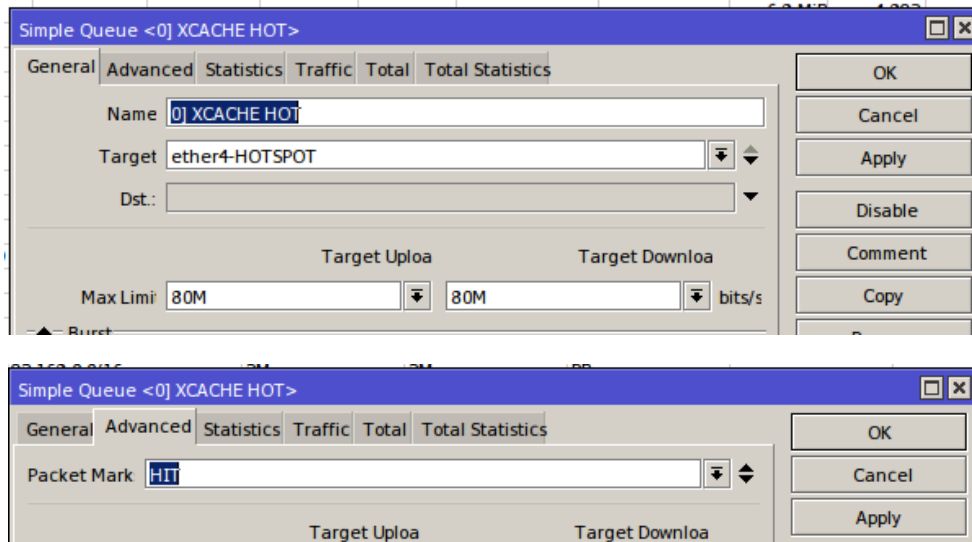 Simple Queue <0] XCACHE HOT>
General Advanced Statistics Traffic Total Total Statistics
OK
Name 0] XCACHE HOT
Cancel
Target ether4-HOTSPOT
Apply
Dst.:
Disable
Target Uploa Target Downloa
Comment
Max Limi 80M 80M bits/s
Copy
Burst
Simple Queue <0] XCACHE HOT>
General Advanced Statistics Traffic Total Total Statistics
OK
Packet Mark HIT
Cancel
Apply
Target Uploa Target Downloa